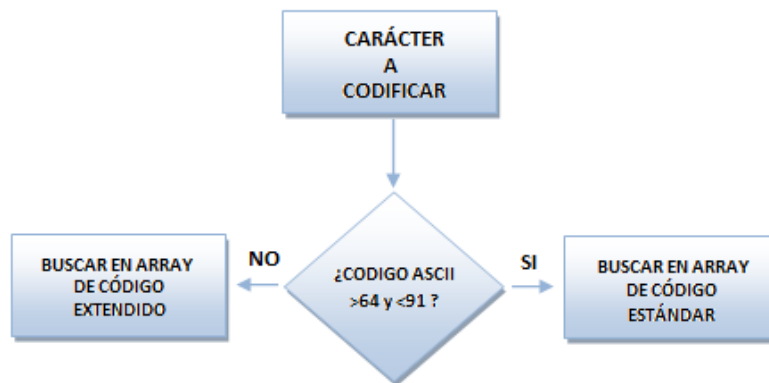 CARÁCTER
A
CODIFICAR
NO
SI
BUSCAR EN ARRAY
DE CÓDIGO
EXTENDIDO
¿CODIGO ASCII
>64 y <91 ?
BUSCAR EN ARRAY
DE CÓDIGO
ESTÁNDAR